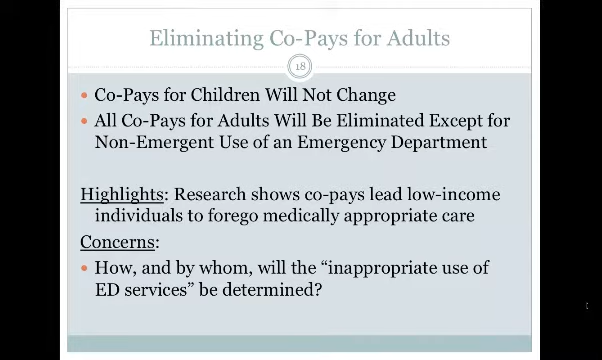 Eliminating Co-Pays for Adults
18
• Co-Pays for Children Will Not Change
• All Co-Pays for Adults Will Be Eliminated Except for
Non-Emergent Use of an Emergency Department
Highlights: Research shows co-pays lead low-income
individuals to forego medically appropriate care
Concerns:
• How, and by whom, will the “inappropriate use of
ED services” be determined?